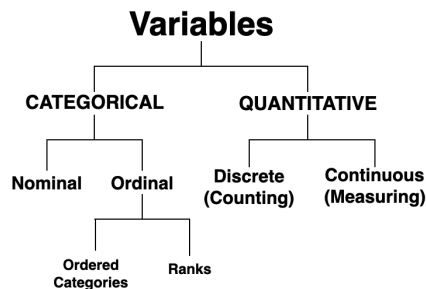 Variables
CATEGORICAL
QUANTITATIVE
Nominal
Ordinal
Discrete
(Counting)
Continuous
(Measuring)
Ordered
Categories
Ranks